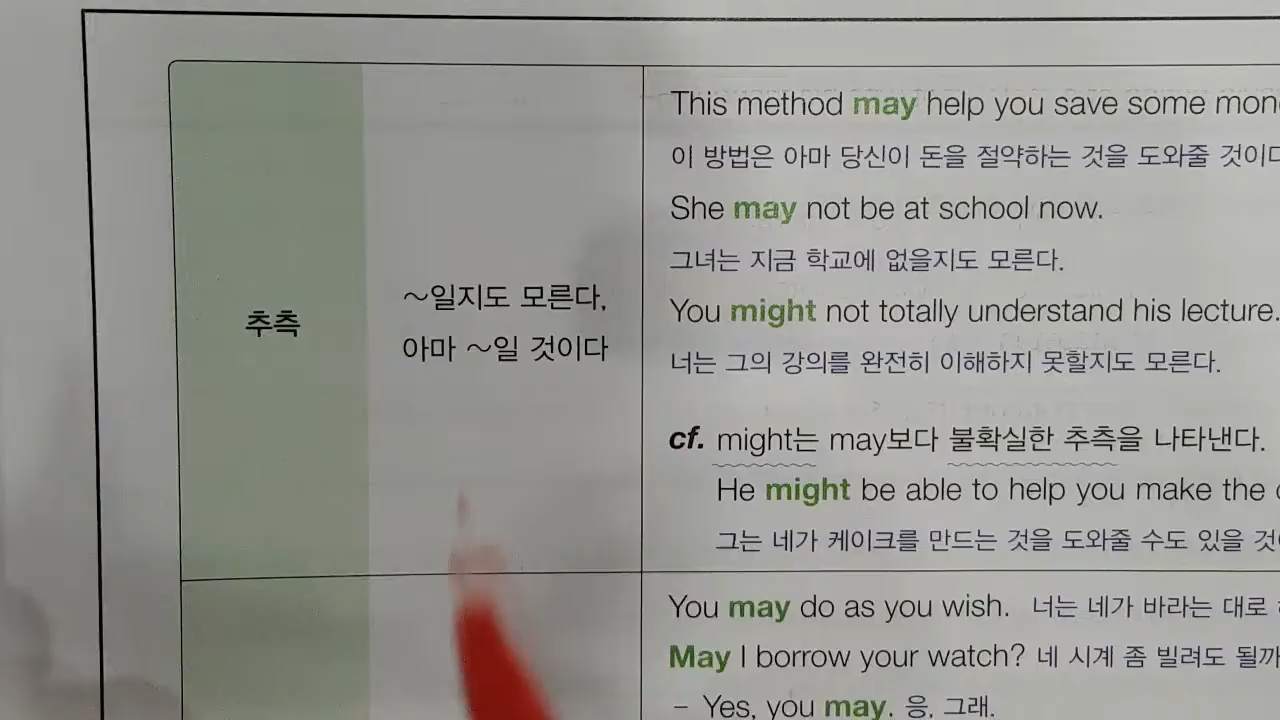 추측
~일지도 모른다,
아마 ~일 것이다
This method may help you save some
이 방법은 아마 당신이 돈을 절약하는 것을 도와줄
She may not be at school now.
그녀는 지금 학교에 없을지도 모른다.
You might not totally understand his lecture.
너는 그의 강의를 완전히 이해하지 못할지도 모른다.
cf. might는 may보다 불확실한 추측을 나타낸다.
He might be able to help you make the
그는 네가 케이크를 만드는 것을 도와줄 수도 있을
You may do as you wish. 너는 네가 바라는 대로
May I borrow your watch? 네 시계 좀 빌려도
– Yes, you may. 응, 그래.